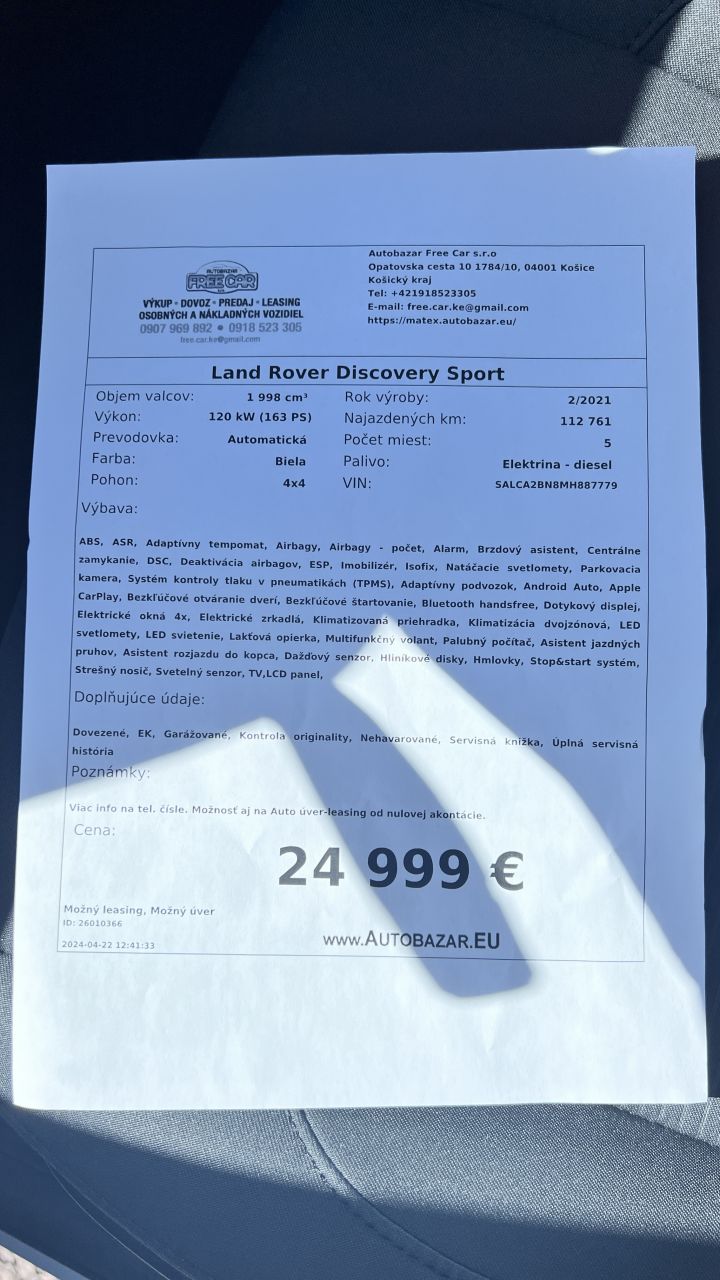 AUTOBAZAR
FREE CAR
VÝKUP • DOVOZ • PREDAJ • LEASING
OSOBNÝCH A NÁKLADNÝCH VOZIDIEL
0907 969 892 • 0918 523 305
free.car.ke@gmail.com
Autobazar Free Car s.r.o
Opatovska cesta 10 1784/10, 04001 Košice
Košický kraj
Tel: +421918523305
E-mail: free.car.ke@gmail.com
https://matex.autobazar.eu/
Land Rover Discovery Sport
Objem valcov: 1 998 cm³ Rok výroby: 2/2021
Výkon: 120 kW (163 PS) Najazdených km: 112 761
Prevodovka: Automatická Počet miest: 5
Farba: Biela Palivo: Elektrina - diesel
Pohon: 4x4 VIN: SALCA2BN8MH887779
Výbava:
ABS, ASR, Adaptívny tempomat, Airbagy, Airbagy - počet, Alarm, Brzdový asistent, Centrálne
zamykanie, DSC, Deaktivácia airbagov, ESP, Imobilizér, Isofix, Natáčacie svetlomety, Parkovacia
kamera, Systém kontroly tlaku v pneumatikách (TPMS), Adaptívny podvozok, Android Auto, Apple
CarPlay, Bezkľúčové otváranie dverí, Bezkľúčové štartovanie, Bluetooth handsfree, Dotykový displej,
Elektrické okná 4x, Elektrické zrkadlá, Klimatizovaná priehradka, Klimatizácia dvojzónová, LED
svetlomety, LED svietenie, Lakťová opierka, Multifunkčný volant, Palubný počítač, Asistent jazdných
pruhov, Asistent rozjazdu do kopca, Dažďový senzor, Hliníkové disky, Hmlovky, Stop&start systém,
Strešný nosič, Svetelný senzor, TV,LCD panel,
Doplňujúce údaje:
Dovezené, EK, Garážované, Kontrola originality, Nehavarované, Servisná knižka, Úplná servisná
história
Poznámky:
Viac info na tel. čísle. Možnosť aj na Auto úver-leasing od nulovej akontácie.
Cena:
24 999 €
Možný leasing, Možný úver
ID: 26010366
2024-04-22 12:41:33
www.AUTOBAZAR.EU